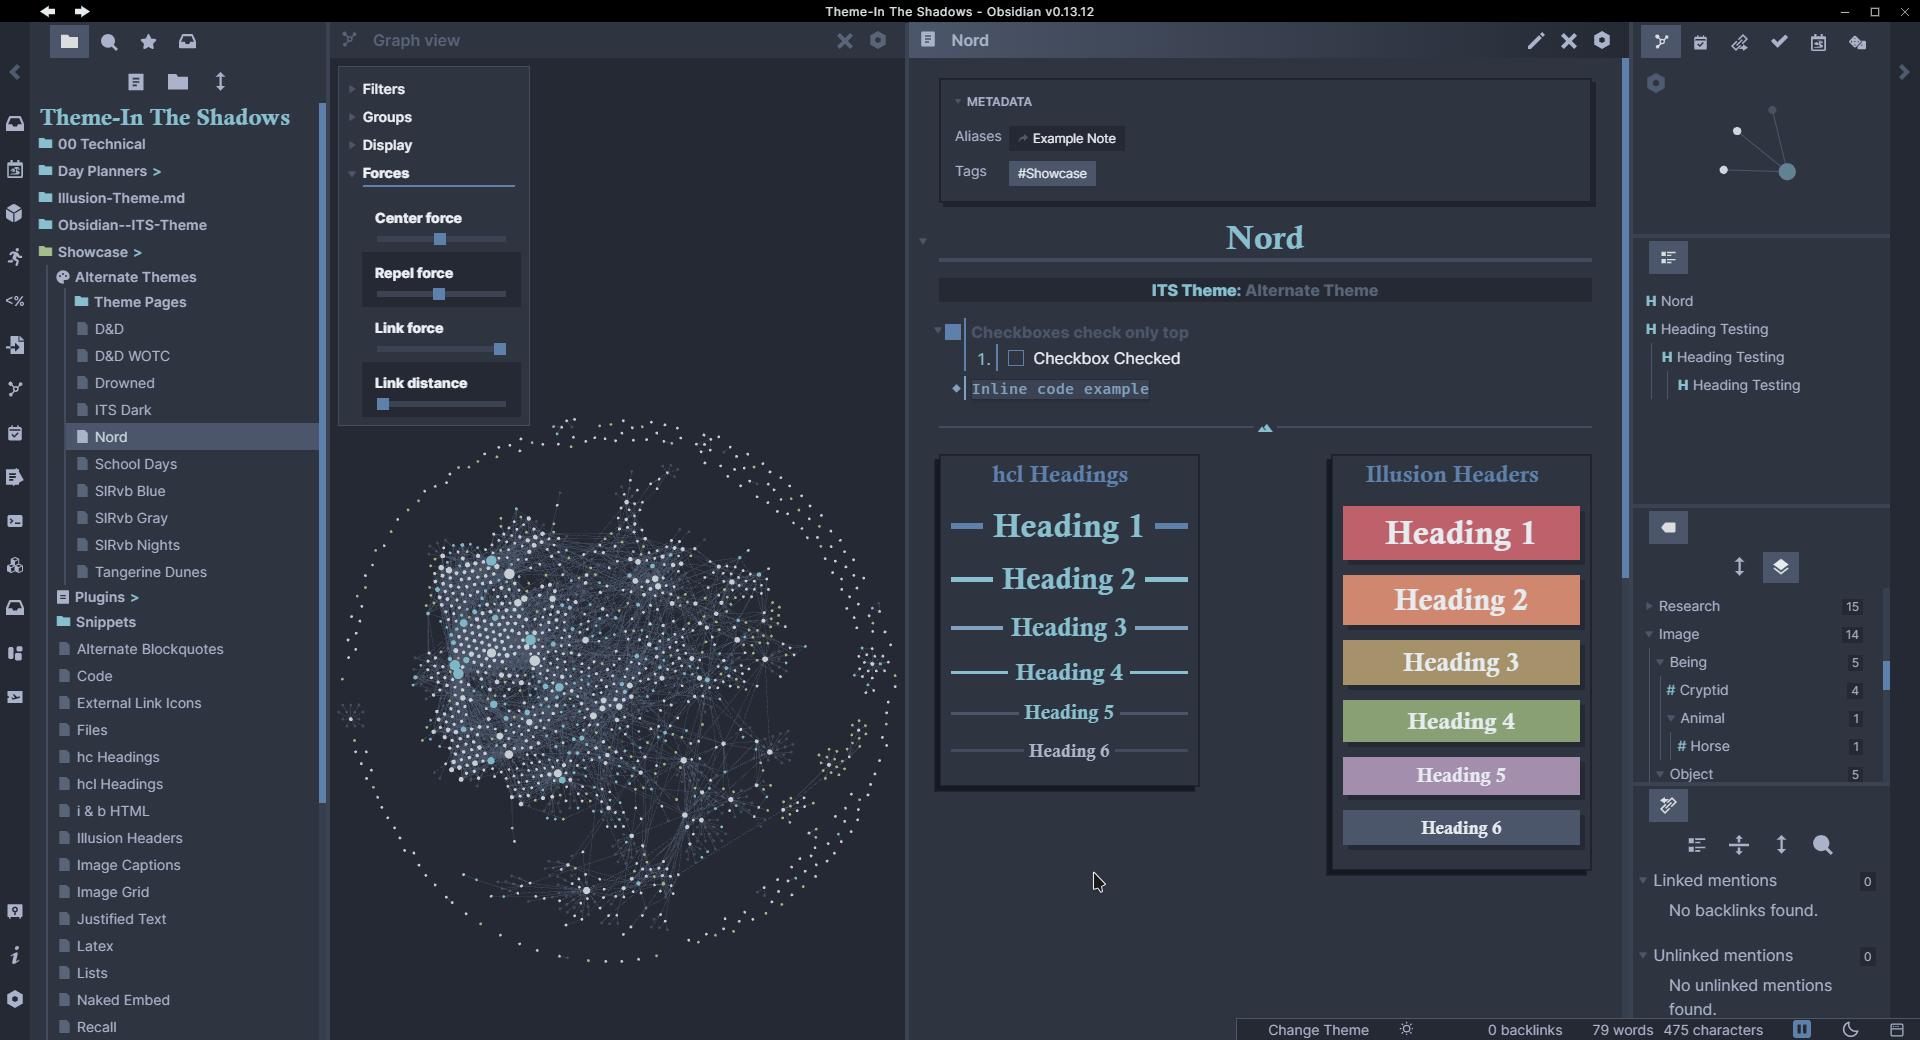 Theme-In The Shadows - Obsidian v0.13.12
Theme-In The Shadows
00 Technical
Day Planners >
Illusion-Theme.md
Obsidian--ITS-Theme
Showcase >
Alternate Themes
Theme Pages
D&D
D&D WOTC
Drowned
ITS Dark
Nord
School Days
SlRvb Blue
SlRvb Gray
SlRvb Nights
Tangerine Dunes
Plugins >
Snippets
Alternate Blockquotes
Code
External Link Icons
Files
hc Headings
hcl Headings
i & b HTML
Illusion Headers
Image Captions
Image Grid
Justified Text
Latex
Lists
Naked Embed
Recall
<%
Graph view
Filters
Groups
Display
Forces
Center force
Repel force
Link force
Link distance
Nord
METADATA
Aliases Example Note
Tags #Showcase
Nord
ITS Theme: Alternate Theme
Checkboxes check only top
1. Checkbox Checked
Inline code example
hcl Headings
Heading 1
Heading 2
Heading 3
Heading 4
Heading 5
Heading 6
Illusion Headers
Heading 1
Heading 2
Heading 3
Heading 4
Heading 5
Heading 6
H Nord
H Heading Testing
H Heading Testing
H Heading Testing
Research 15
Image 14
Being 5
# Cryptid 4
Animal 1
# Horse 1
Object 5
Linked mentions 0
No backlinks found.
Unlinked mentions 0
No unlinked mentions
found.
Change Theme 0 backlinks 79 words 475 characters